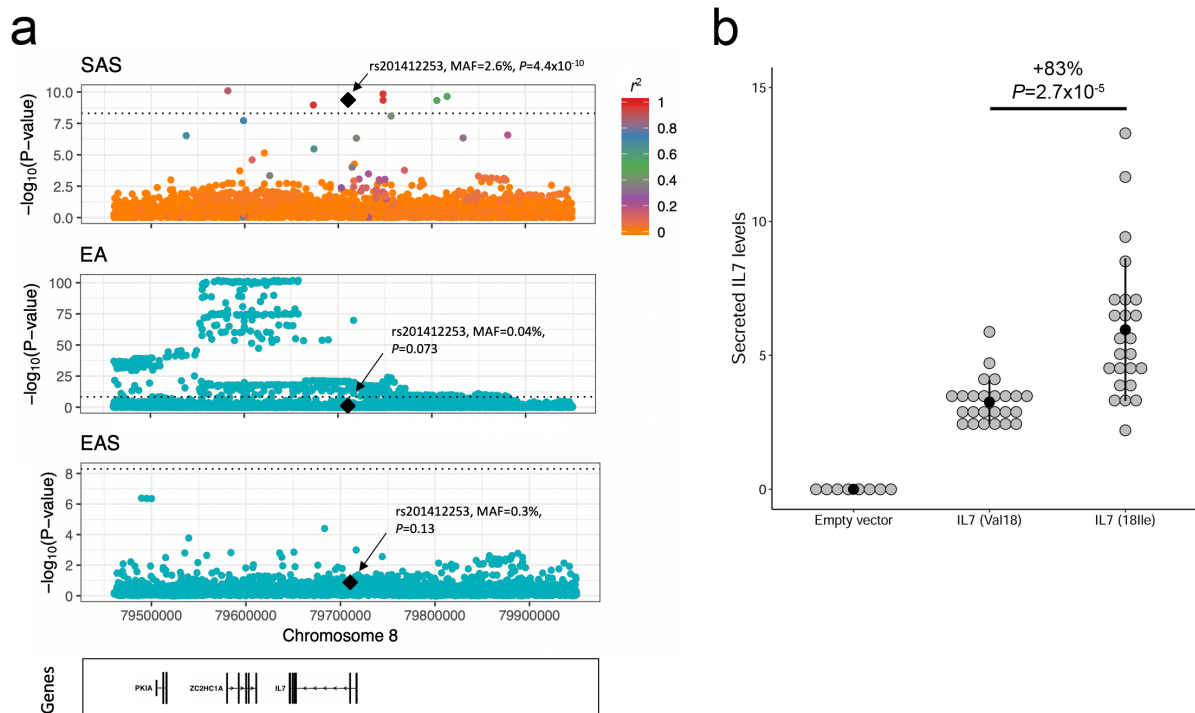 a
SAS
rs201412253, MAF=2.6%, P=4.4x10⁻¹⁰
−log₁₀(P−value)
10.0
7.5
5.0
2.5
0.0
r²
1
0.8
0.6
0.4
0.2
0
EA
rs201412253, MAF=0.04%,
P=0.073
−log₁₀(P−value)
100
75
50
25
0
EAS
rs201412253, MAF=0.3%,
P=0.13
−log₁₀(P−value)
8
6
4
2
0
79500000 79600000 79700000 79800000 79900000
Chromosome 8
Genes
PKIA ZC2HC1A IL7
b
+83%
P=2.7x10⁻⁵
Secreted IL7 levels
15
10
5
0
Empty vector IL7 (Val18) IL7 (18Ile)